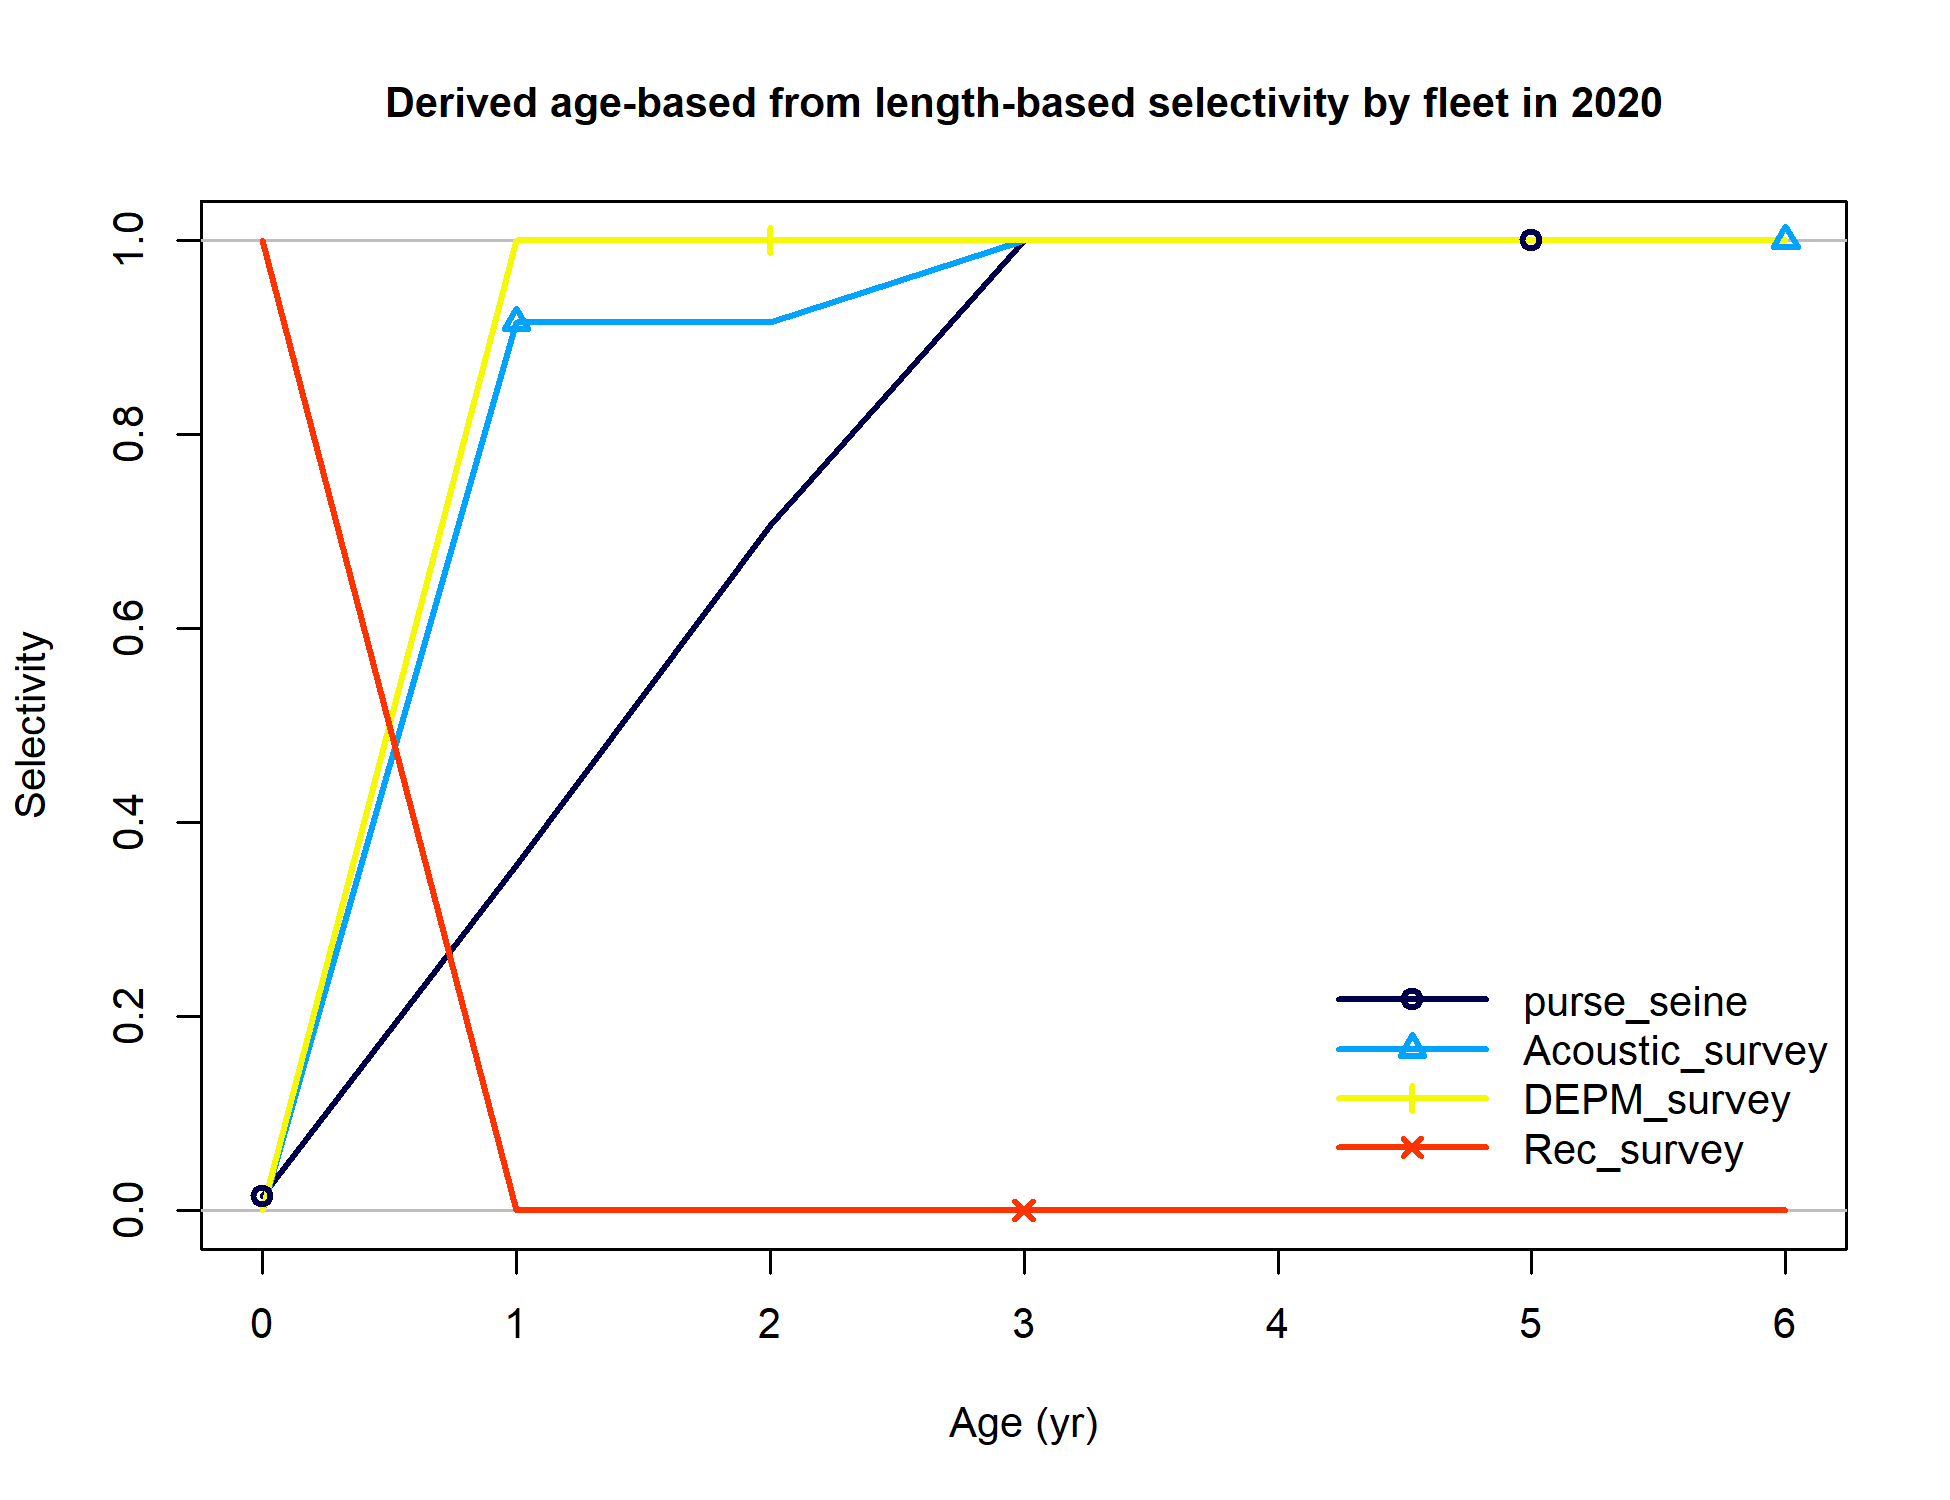 Derived age-based from length-based selectivity by fleet in 2020
Selectivity
1.0
0.8
0.6
0.4
0.2
0.0
purse_seine
Acoustic_survey
DEPM_survey
Rec_survey
0 1 2 3 4 5 6
Age (yr)